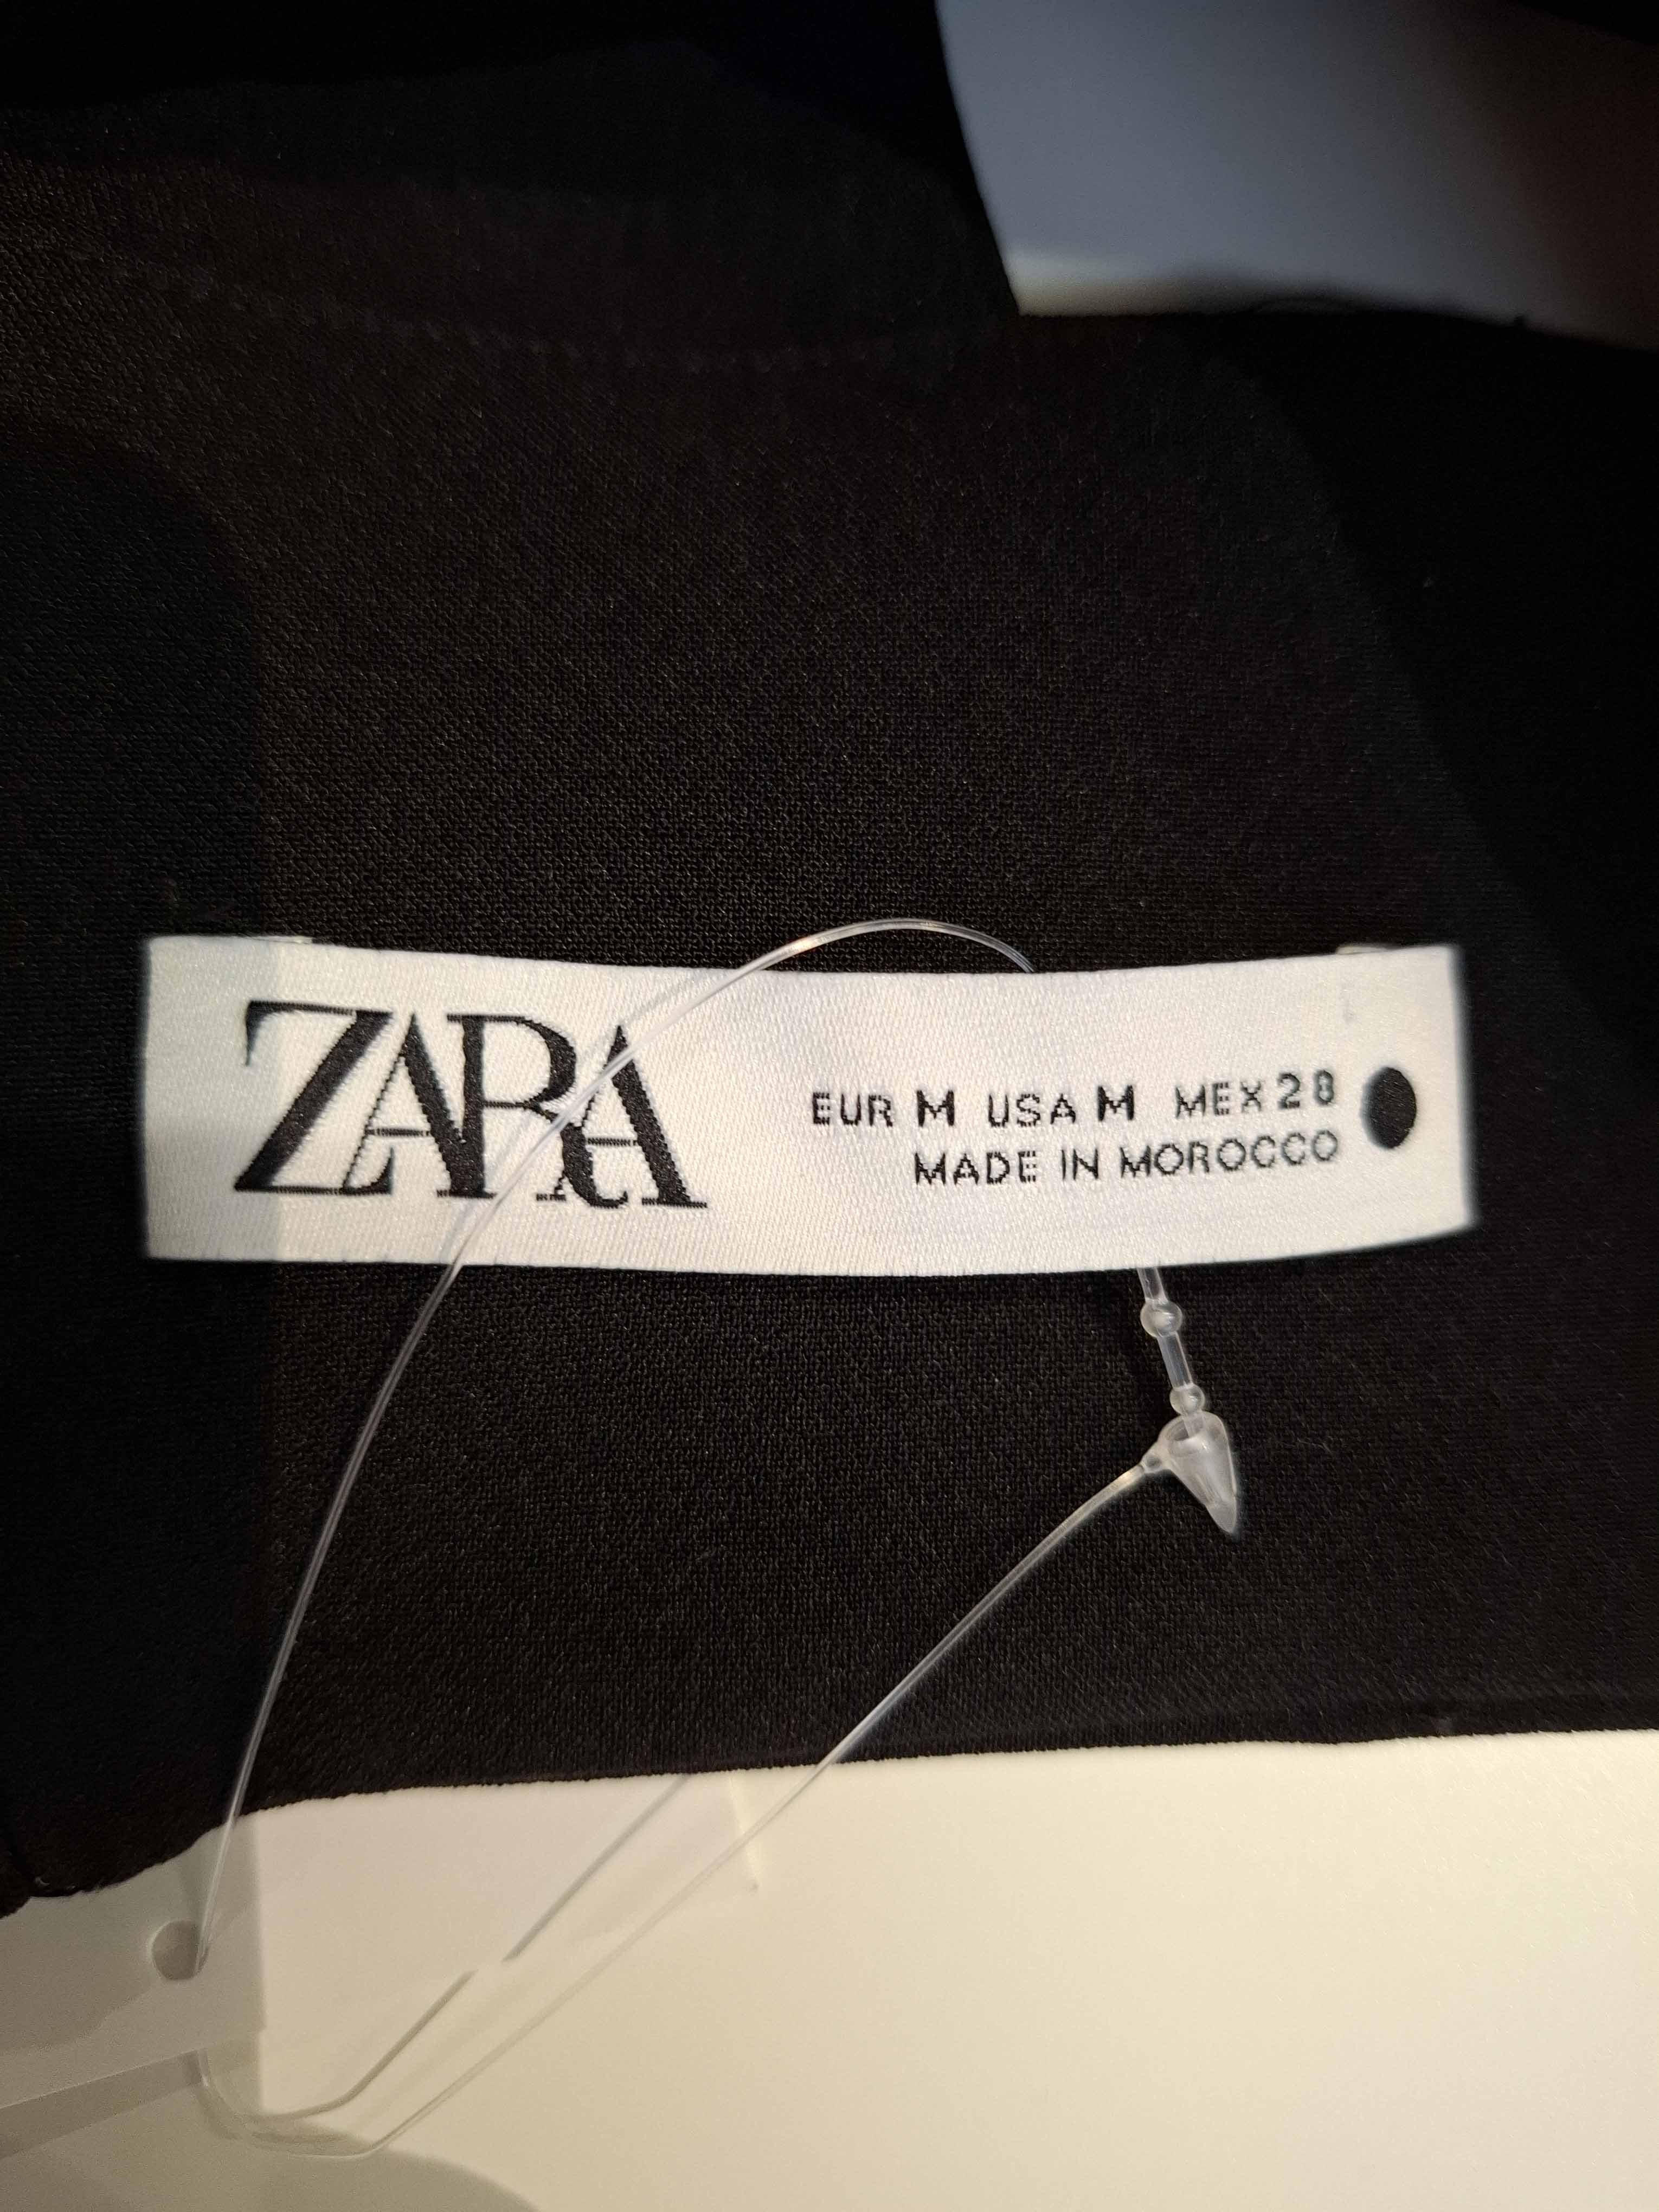 ZARA
EUR M USA M MEX 28
MADE IN MOROCCO